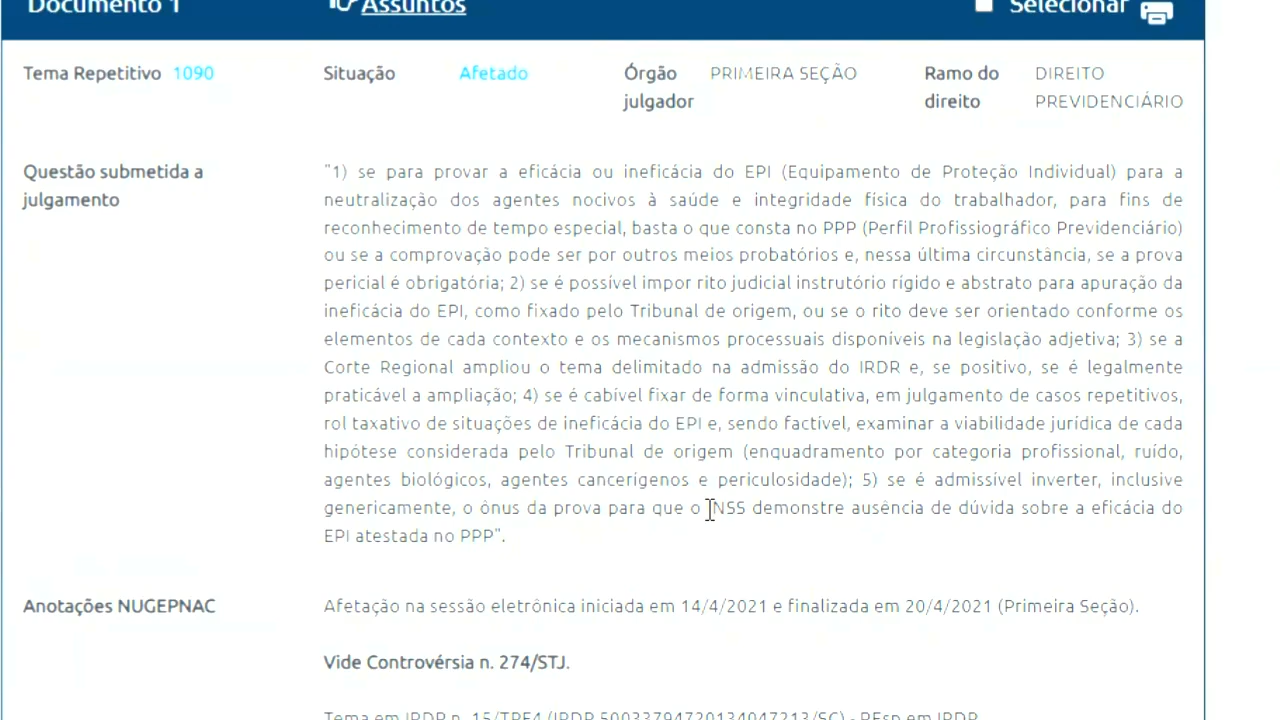 Documento 1 Assuntos Selecionar
Tema Repetitivo 1090 Situação Afetado Órgão julgador PRIMEIRA SEÇÃO Ramo do direito DIREITO PREVIDENCIÁRIO
Questão submetida a julgamento
"1) se para provar a eficácia ou ineficácia do EPI (Equipamento de Proteção Individual) para a
neutralização dos agentes nocivos à saúde e integridade física do trabalhador, para fins de
reconhecimento de tempo especial, basta o que consta no PPP (Perfil Profissiográfico Previdenciário)
ou se a comprovação pode ser por outros meios probatórios e, nessa última circunstância, se a prova
pericial é obrigatória; 2) se é possível impor rito judicial instrutório rígido e abstrato para apuração da
ineficácia do EPI, como fixado pelo Tribunal de origem, ou se o rito deve ser orientado conforme os
elementos de cada contexto e os mecanismos processuais disponíveis na legislação adjetiva; 3) se a
Corte Regional ampliou o tema delimitado na admissão do IRDR e, se positivo, se é legalmente
praticável a ampliação; 4) se é cabível fixar de forma vinculativa, em julgamento de casos repetitivos,
rol taxativo de situações de ineficácia do EPI e, sendo factível, examinar a viabilidade jurídica de cada
hipótese considerada pelo Tribunal de origem (enquadramento por categoria profissional, ruído,
agentes biológicos, agentes cancerígenos e periculosidade); 5) se é admissível inverter, inclusive
genericamente, o ônus da prova para que o INSS demonstre ausência de dúvida sobre a eficácia do
EPI atestada no PPP".
Anotações NUGEPNAC
Afetação na sessão eletrônica iniciada em 14/4/2021 e finalizada em 20/4/2021 (Primeira Seção).
Vide Controvérsia n. 274/STJ.
Tema em IRDR n. 15/TRF4 (IRDR 50033794720134047213/SC) - REsp em IRDR.